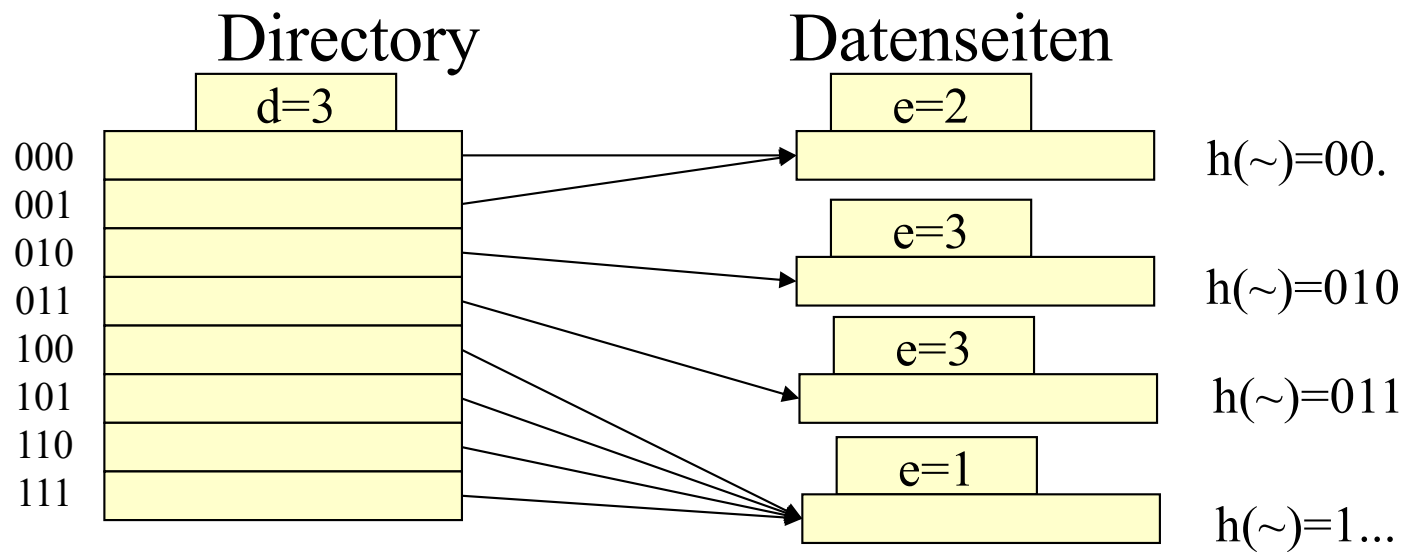 Directory
Datenseiten
d=3
e=2
000
h(~)=00.
001
e=3
010
h(~)=010
011
e=3
100
101
h(~)=011
110
e=1
111
h(~)=1...